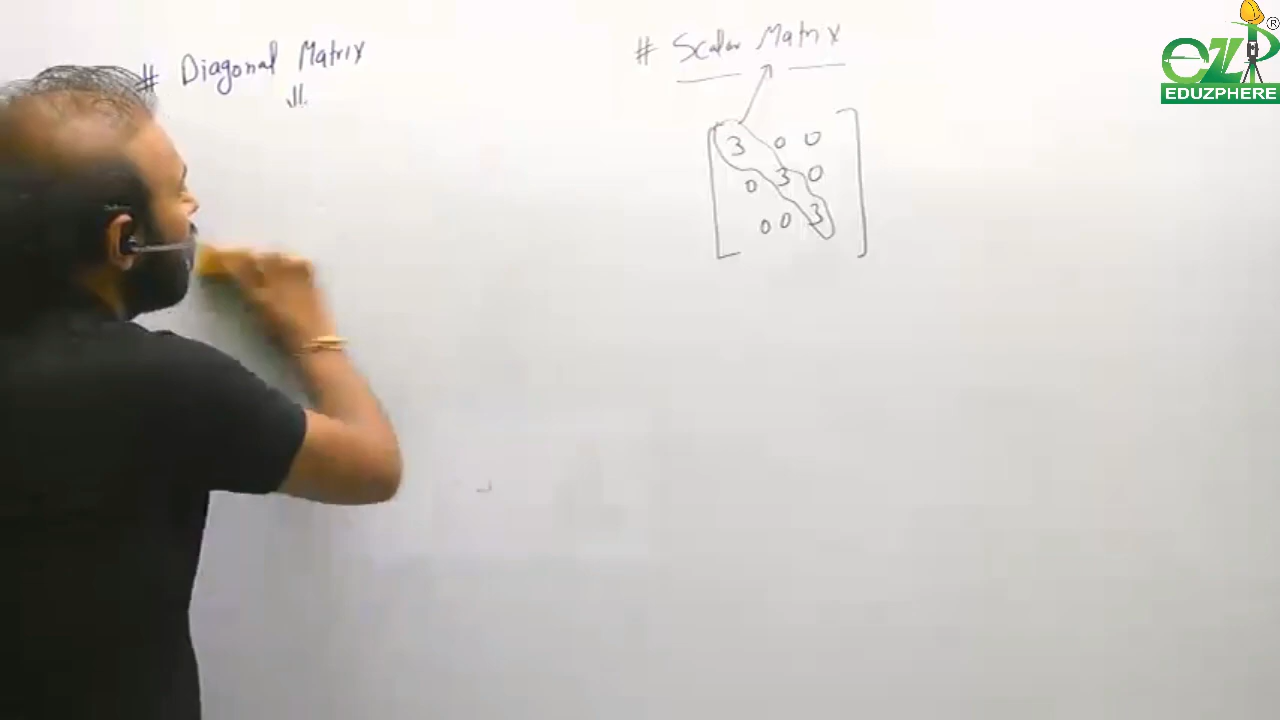 # Diagonal Matrix
# Scalar Matrix
3 0 0
0 3 0
0 0 3
EZP
®
EDUZPHERE